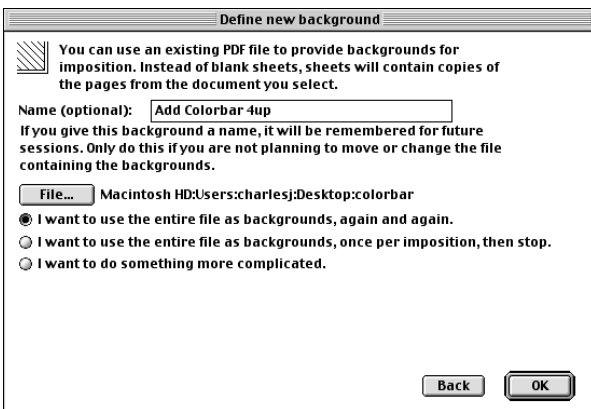 Define new background
You can use an existing PDF file to provide backgrounds for
imposition. Instead of blank sheets, sheets will contain copies of
the pages from the document you select.
Name (optional): Add Colorbar 4up
If you give this background a name, it will be remembered for future
sessions. Only do this if you are not planning to move or change the file
containing the backgrounds.
File... Macintosh HD:Users:charlesj:Desktop:colorbar
I want to use the entire file as backgrounds, again and again.
I want to use the entire file as backgrounds, once per imposition, then stop.
I want to do something more complicated.
Back OK